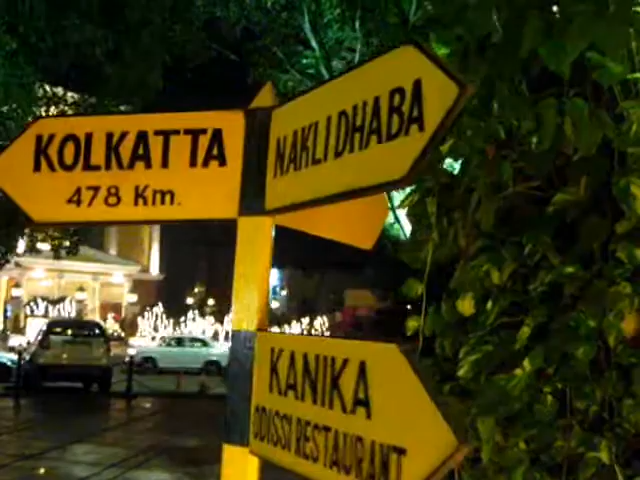 KOLKATTA
478 Km.
NAKLI DHABA
KANIKA
ODISSI RESTAURANT